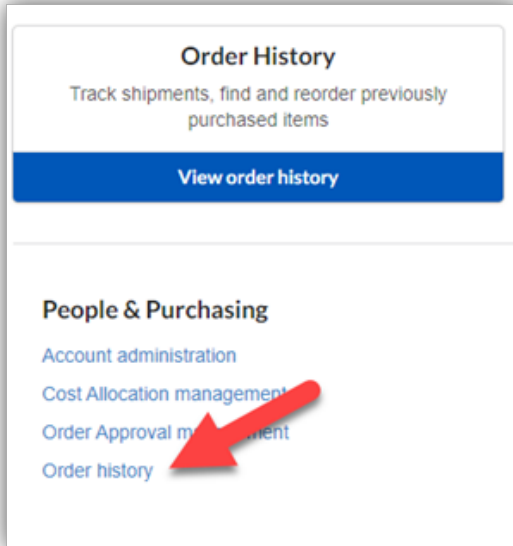 Order History
Track shipments, find and reorder previously
purchased items
View order history
People & Purchasing
Account administration
Cost Allocation management
Order Approval
Order history